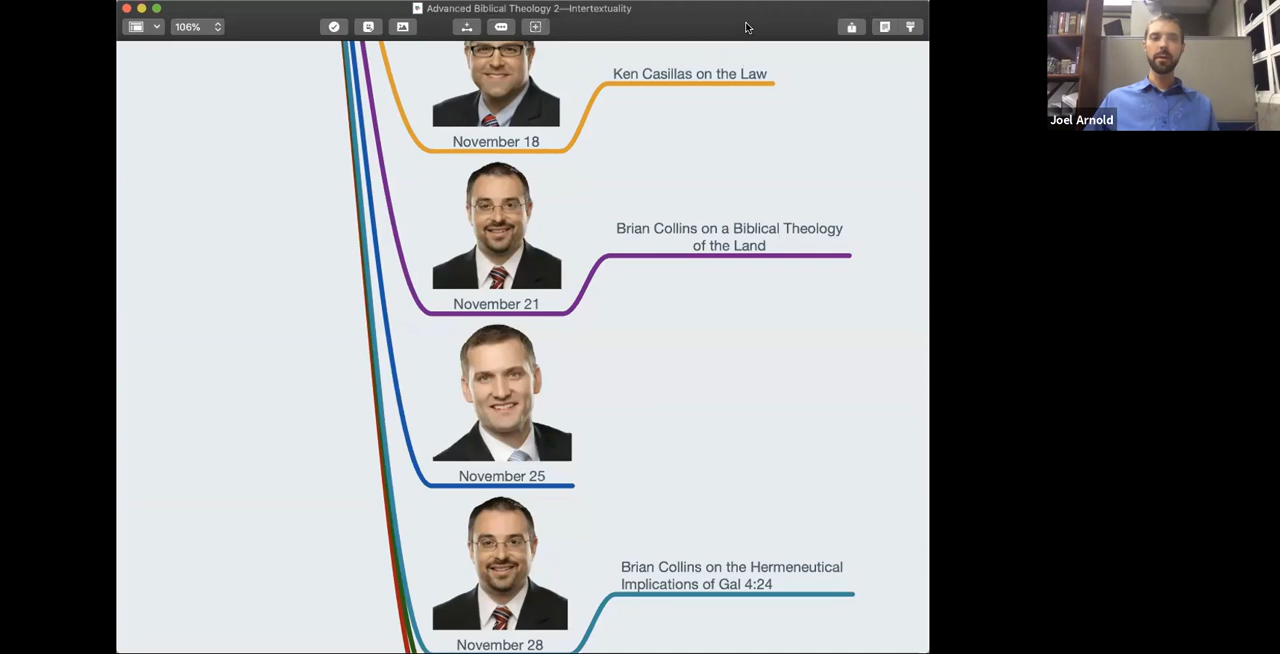 Advanced Biblical Theology 2—Intertextuality
106%
Joel Arnold
Ken Casillas on the Law
November 18
Brian Collins on a Biblical Theology
of the Land
November 21
November 25
Brian Collins on the Hermeneutical
Implications of Gal 4:24
November 28